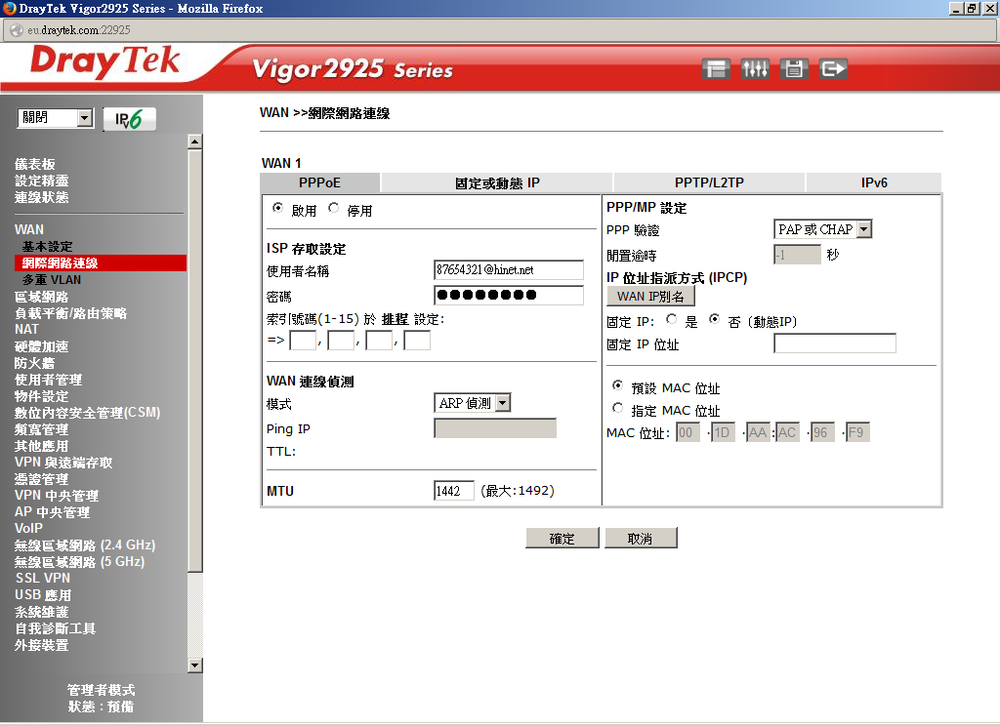 DrayTek Vigor2925 Series - Mozilla Firefox
eu.draytek.com:22925
DrayTek
Vigor2925 Series
關閉
IPv6
儀表板
設定精靈
連線狀態
WAN
基本設定
網際網路連線
多重 VLAN
區域網路
負載平衡/路由策略
NAT
硬體加速
防火牆
使用者管理
物件設定
數位內容安全管理(CSM)
頻寬管理
其他應用
VPN 與遠端存取
憑證管理
VPN 中央管理
AP 中央管理
VoIP
無線區域網路 (2.4 GHz)
無線區域網路 (5 GHz)
SSL VPN
USB 應用
系統維護
自我診斷工具
外接裝置
管理者模式
狀態：預備
WAN >>網際網路連線
WAN 1
PPPoE 固定或動態 IP PPTP/L2TP IPv6
啟用 停用
ISP 存取設定
使用者名稱 87654321@hinet.net
密碼 ●●●●●●●●
索引號碼(1-15) 於 排程 設定:
=> , , ,
WAN 連線偵測
模式 ARP 偵測
Ping IP
TTL:
MTU 1442 (最大:1492)
PPP/MP 設定
PPP 驗證 PAP 或 CHAP
閒置逾時 -1 秒
IP 位址指派方式 (IPCP)
WAN IP別名
固定 IP: 是 否 (動態IP)
固定 IP 位址
預設 MAC 位址
指定 MAC 位址
MAC 位址: 00 ·1D ·AA :AC ·96 ·F9
確定 取消